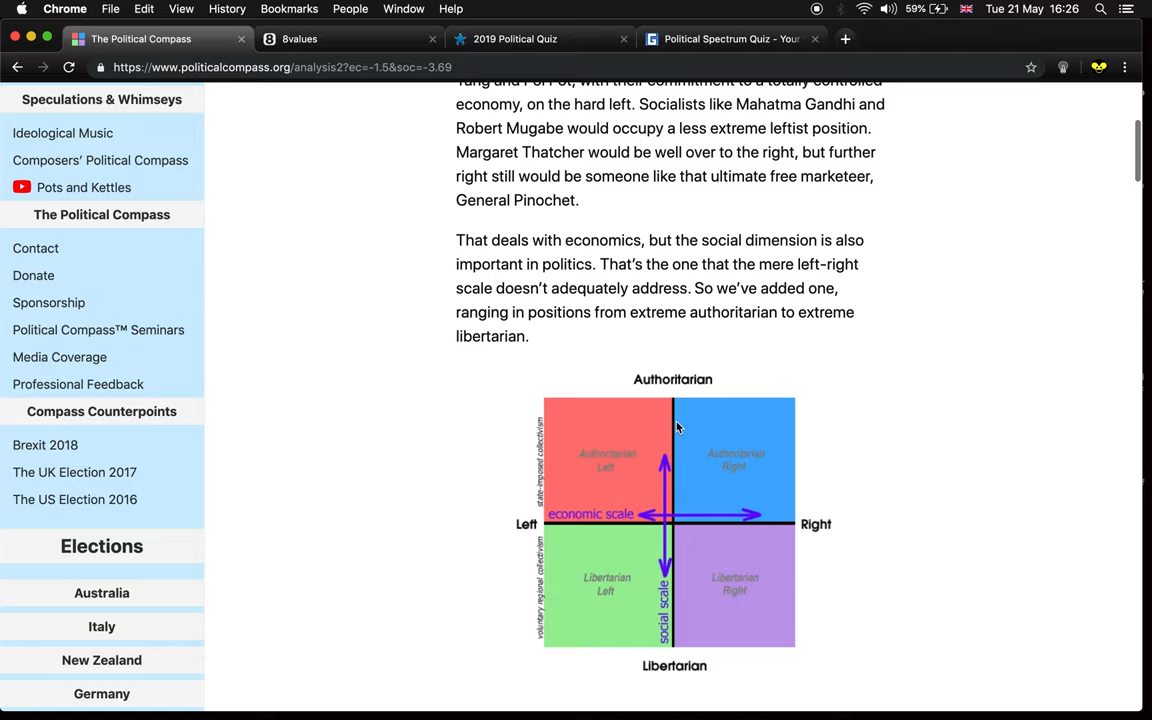 Chrome File Edit View History Bookmarks People Window Help 59% Tue 21 May 16:26
The Political Compass 8values 2019 Political Quiz Political Spectrum Quiz - Your
https://www.politicalcompass.org/analysis2?ec=-1.5&soc=-3.69
Speculations & Whimseys
Ideological Music
Composers’ Political Compass
Pots and Kettles
The Political Compass
Contact
Donate
Sponsorship
Political Compass™ Seminars
Media Coverage
Professional Feedback
Compass Counterpoints
Brexit 2018
The UK Election 2017
The US Election 2016
Elections
Australia
Italy
New Zealand
Germany
economy, on the hard left. Socialists like Mahatma Gandhi and
Robert Mugabe would occupy a less extreme leftist position.
Margaret Thatcher would be well over to the right, but further
right still would be someone like that ultimate free marketeer,
General Pinochet.
That deals with economics, but the social dimension is also
important in politics. That’s the one that the mere left-right
scale doesn’t adequately address. So we’ve added one,
ranging in positions from extreme authoritarian to extreme
libertarian.
Authoritarian
state-imposed collectivism
Authoritarian
Left
Authoritarian
Right
economic scale
Left
Right
voluntary regional collectivism
Libertarian
Left
social scale
Libertarian
Right
Libertarian